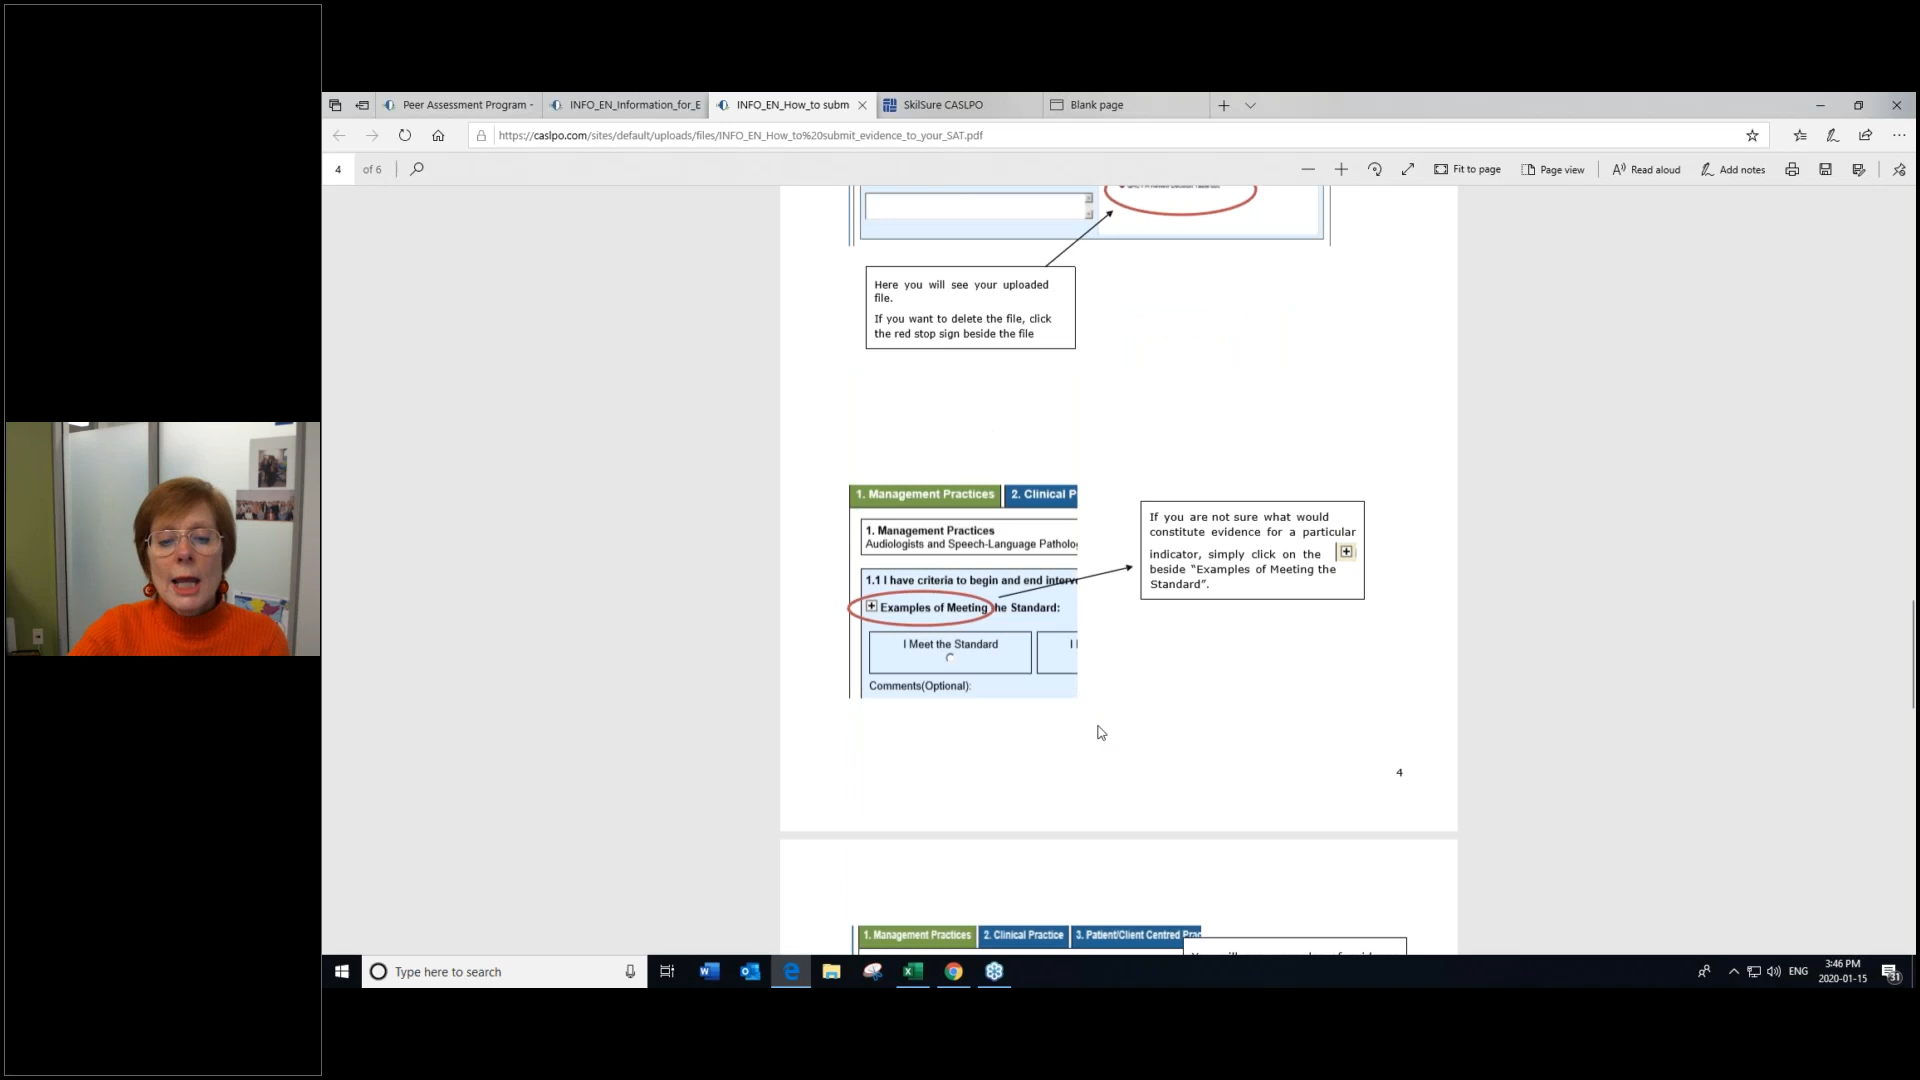 Peer Assessment Program -
INFO_EN_Information_for_E
INFO_EN_How_to subm
SkilSure CASLPO
Blank page
https://caslpo.com/sites/default/uploads/files/INFO_EN_How_to%20submit_evidence_to_your_SAT.pdf
4 of 6
Fit to page
Page view
Read aloud
Add notes
Here you will see your uploaded
file.
If you want to delete the file, click
the red stop sign beside the file
1. Management Practices
2. Clinical P
1. Management Practices
Audiologists and Speech-Language Patholo
1.1 I have criteria to begin and end interv
Examples of Meeting the Standard:
I Meet the Standard
I
Comments(Optional):
If you are not sure what would
constitute evidence for a particular
indicator, simply click on the
beside “Examples of Meeting the
Standard”.
4
1. Management Practices
2. Clinical Practice
3. Patient/Client Centred Prac
Type here to search
ENG
3:46 PM
2020-01-15
31